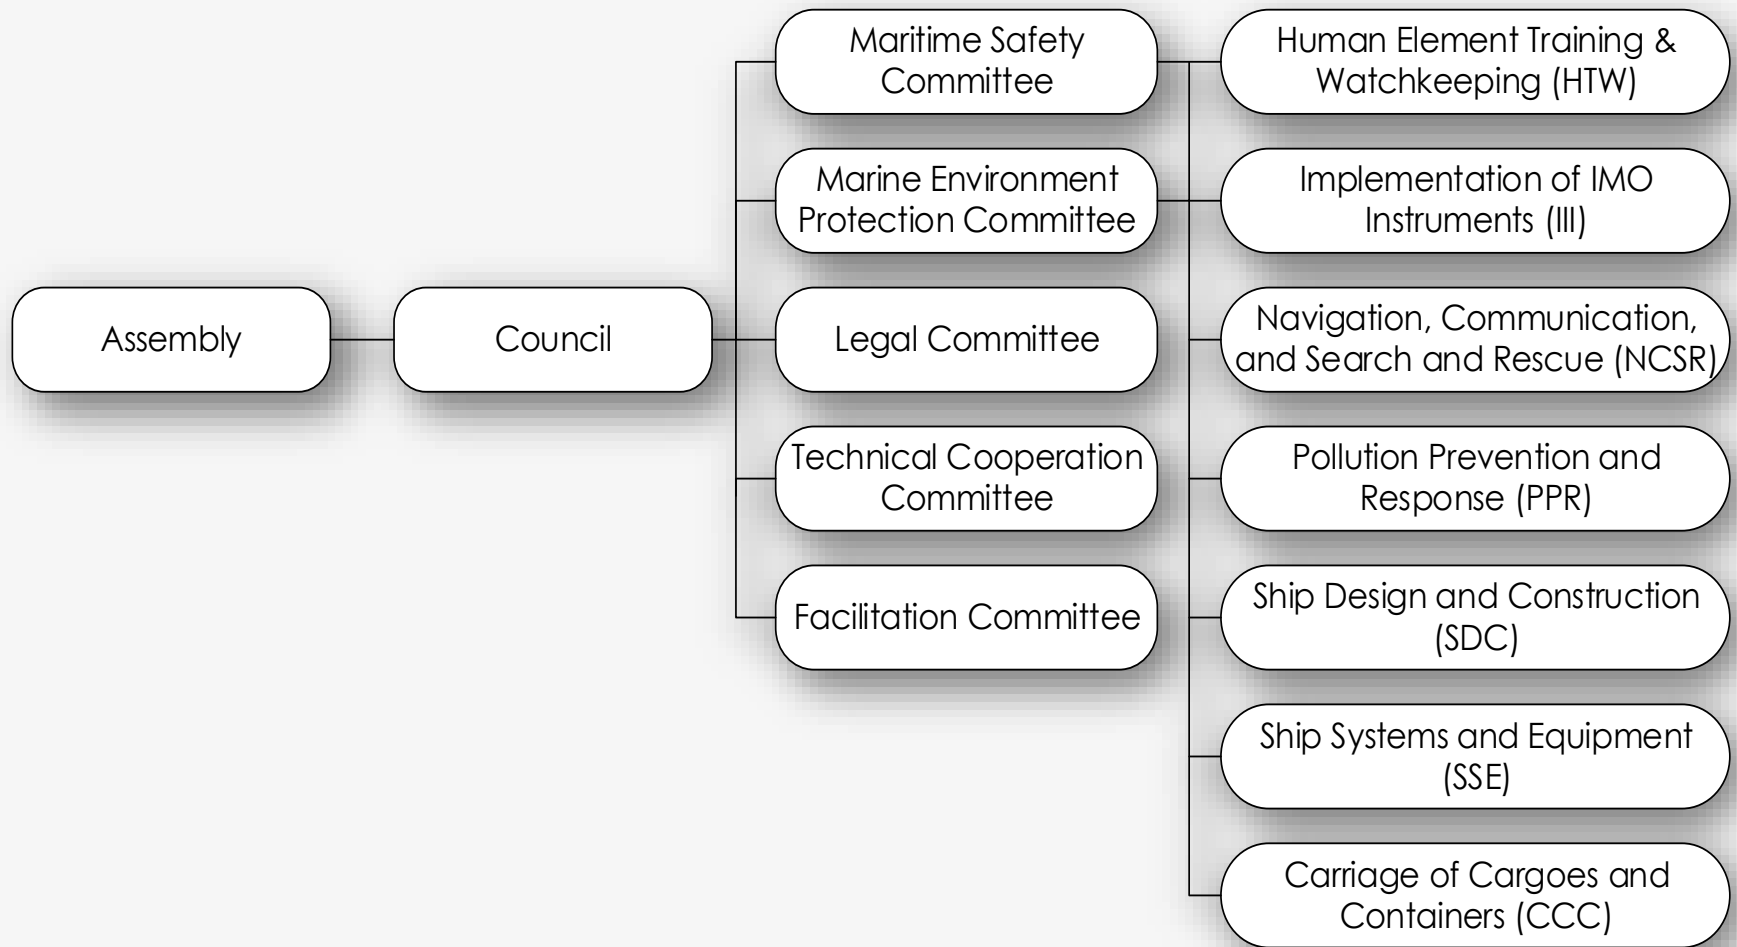 Assembly
Council
Maritime Safety
Committee
Marine Environment
Protection Committee
Legal Committee
Technical Cooperation
Committee
Facilitation Committee
Human Element Training &
Watchkeeping (HTW)
Implementation of IMO
Instruments (III)
Navigation, Communication,
and Search and Rescue (NCSR)
Pollution Prevention and
Response (PPR)
Ship Design and Construction
(SDC)
Ship Systems and Equipment
(SSE)
Carriage of Cargoes and
Containers (CCC)